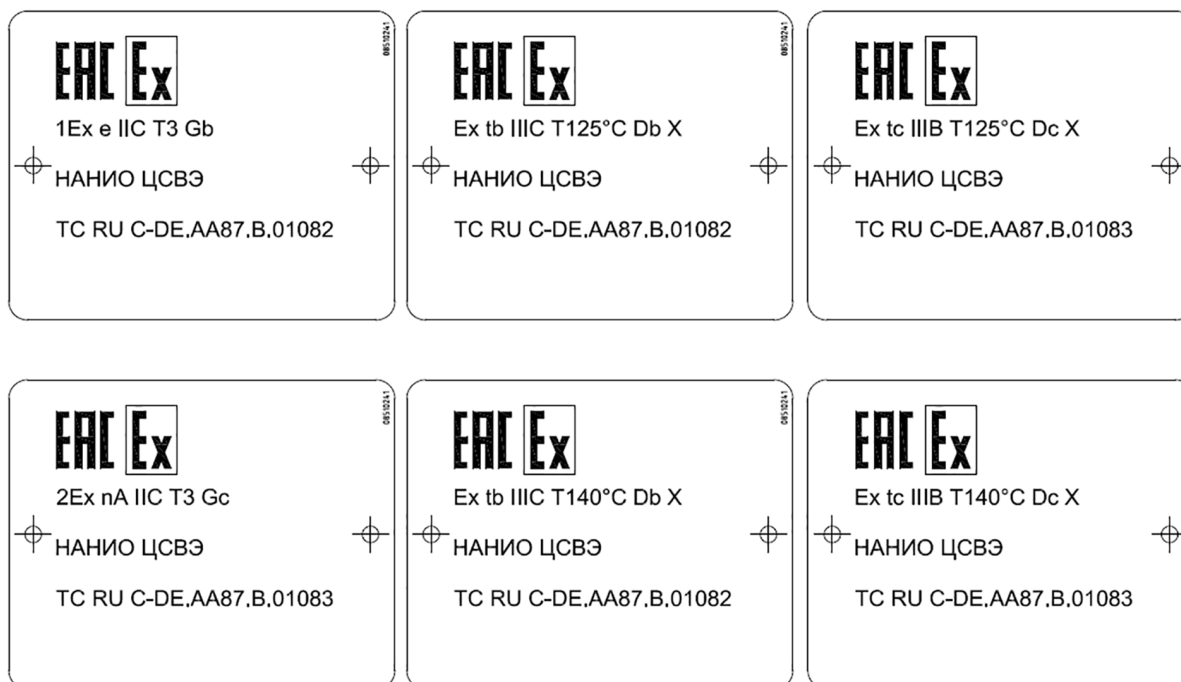 08510241
EAC Ex
1Ex e IIC T3 Gb
НАНИО ЦСВЭ
TC RU C-DE.AA87.B.01082
08510241
EAC Ex
Ex tb IIIC T125°C Db X
НАНИО ЦСВЭ
TC RU C-DE.AA87.B.01082
EAC Ex
Ex tc IIIB T125°C Dc X
НАНИО ЦСВЭ
TC RU C-DE.AA87.B.01083
08510241
EAC Ex
2Ex nA IIC T3 Gc
НАНИО ЦСВЭ
TC RU C-DE.AA87.B.01083
08510241
EAC Ex
Ex tb IIIC T140°C Db X
НАНИО ЦСВЭ
TC RU C-DE.AA87.B.01082
EAC Ex
Ex tc IIIB T140°C Dc X
НАНИО ЦСВЭ
TC RU C-DE.AA87.B.01083